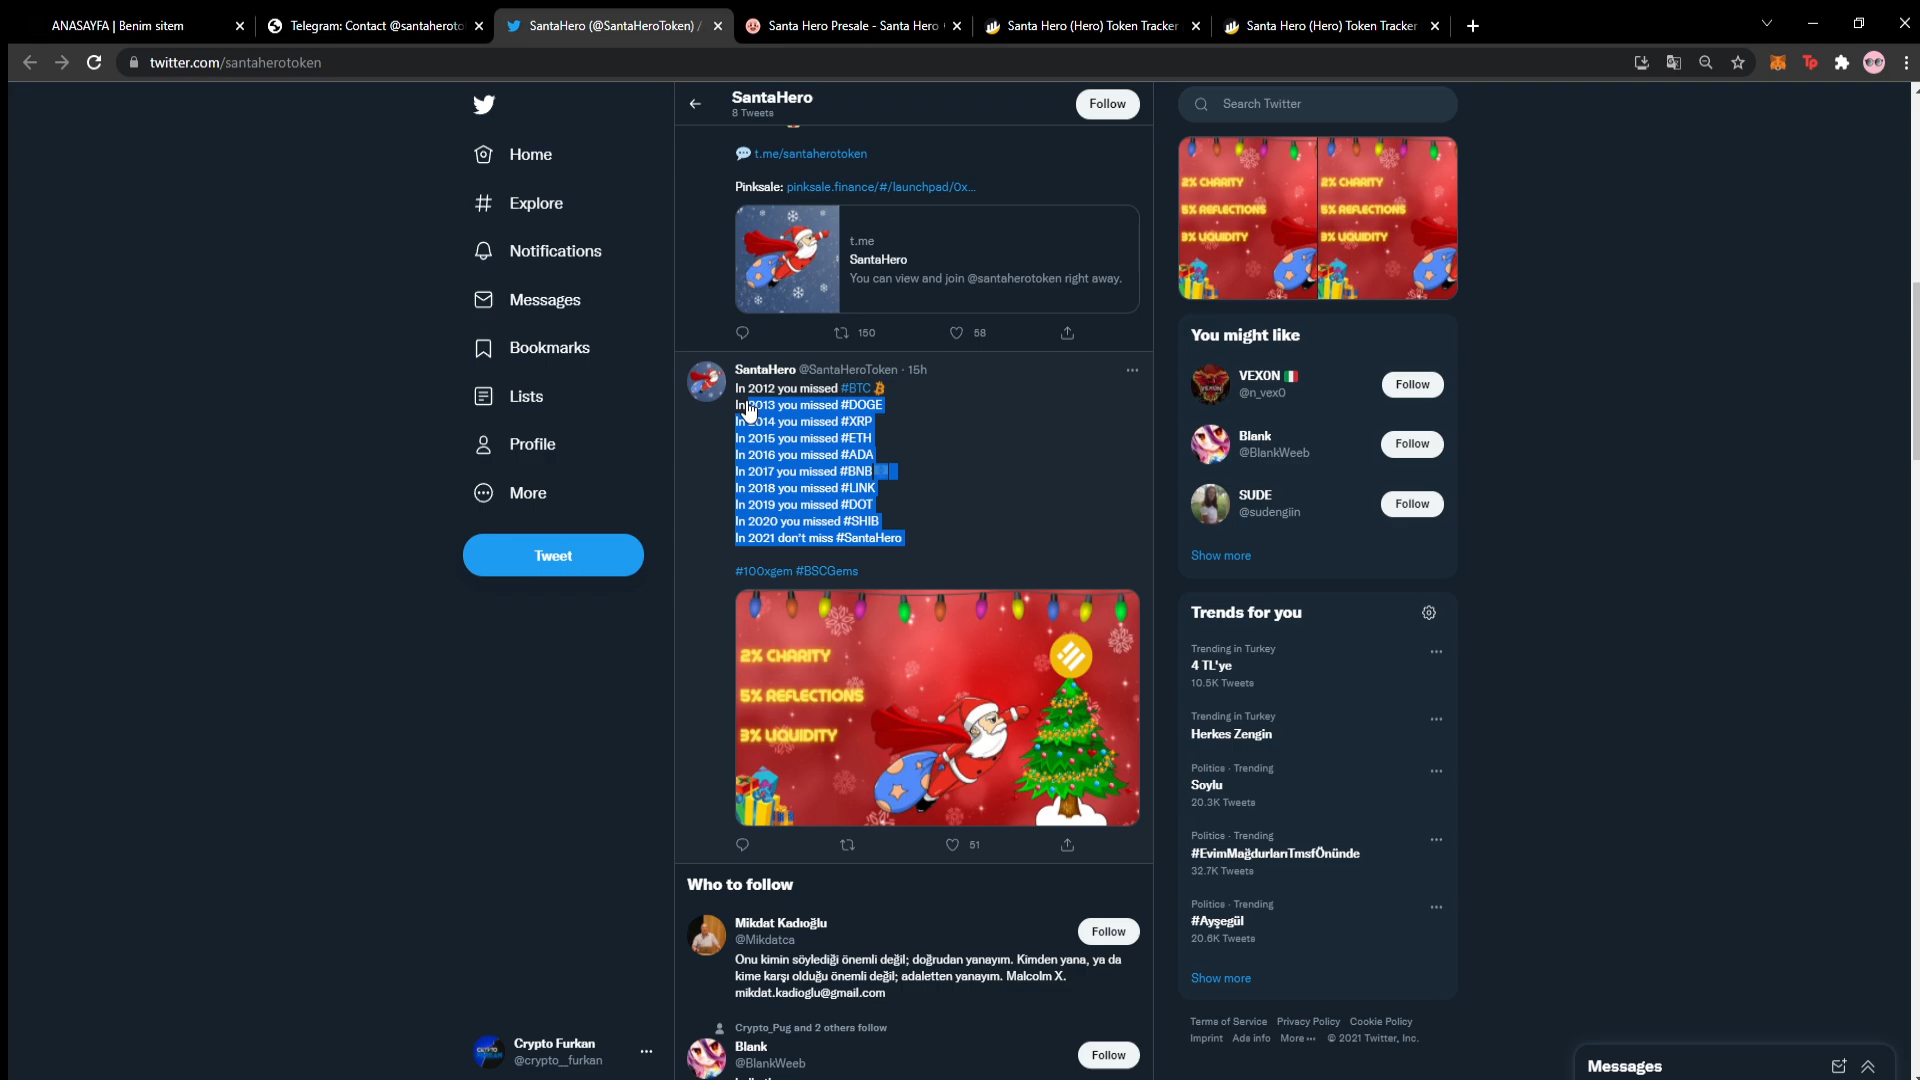 ANASAYFA | Benim sitem
Telegram: Contact @santaheroto
SantaHero (@SantaHeroToken) /
Santa Hero Presale - Santa Hero
Santa Hero (Hero) Token Tracker
Santa Hero (Hero) Token Tracker
twitter.com/santaherotoken
Tp
SantaHero
8 Tweets
Follow
Search Twitter
Home
Explore
Notifications
Messages
Bookmarks
Lists
Profile
More
Tweet
Crypto Furkan
@crypto_furkan
t.me/santaherotoken
Pinksale: pinksale.finance/#/launchpad/0x...
t.me
SantaHero
You can view and join @santaherotoken right away.
150
58
SantaHero @SantaHeroToken · 15h
In 2012 you missed #BTC
In 2013 you missed #DOGE
In 2014 you missed #XRP
In 2015 you missed #ETH
In 2016 you missed #ADA
In 2017 you missed #BNB
In 2018 you missed #LINK
In 2019 you missed #DOT
In 2020 you missed #SHIB
In 2021 don't miss #SantaHero
#100xgem #BSCGems
2% CHARITY
5% REFLECTIONS
3% LIQUIDITY
51
Who to follow
Mikdat Kadıoğlu
@Mikdatca
Follow
Onu kimin söylediği önemli değil; doğrudan yanayım. Kimden yana, ya da
kime karşı olduğu önemli değil; adaletten yanayım. Malcolm X.
mikdat.kadioglu@gmail.com
Crypto_Pug and 2 others follow
Blank
@BlankWeeb
Follow
2% CHARITY
5% REFLECTIONS
3% LIQUIDITY
2% CHARITY
5% REFLECTIONS
3% LIQUIDITY
You might like
VEXON
@n_vex0
Follow
Blank
@BlankWeeb
Follow
SUDE
@sudengiin
Follow
Show more
Trends for you
Trending in Turkey
4 TL'ye
10.5K Tweets
Trending in Turkey
Herkes Zengin
Politics · Trending
Soylu
20.3K Tweets
Politics · Trending
#EvimMağdurlarıTmsfÖnünde
32.7K Tweets
Politics · Trending
#Ayşegül
20.6K Tweets
Show more
Terms of Service Privacy Policy Cookie Policy
Imprint Ads info More ··· © 2021 Twitter, Inc.
Messages